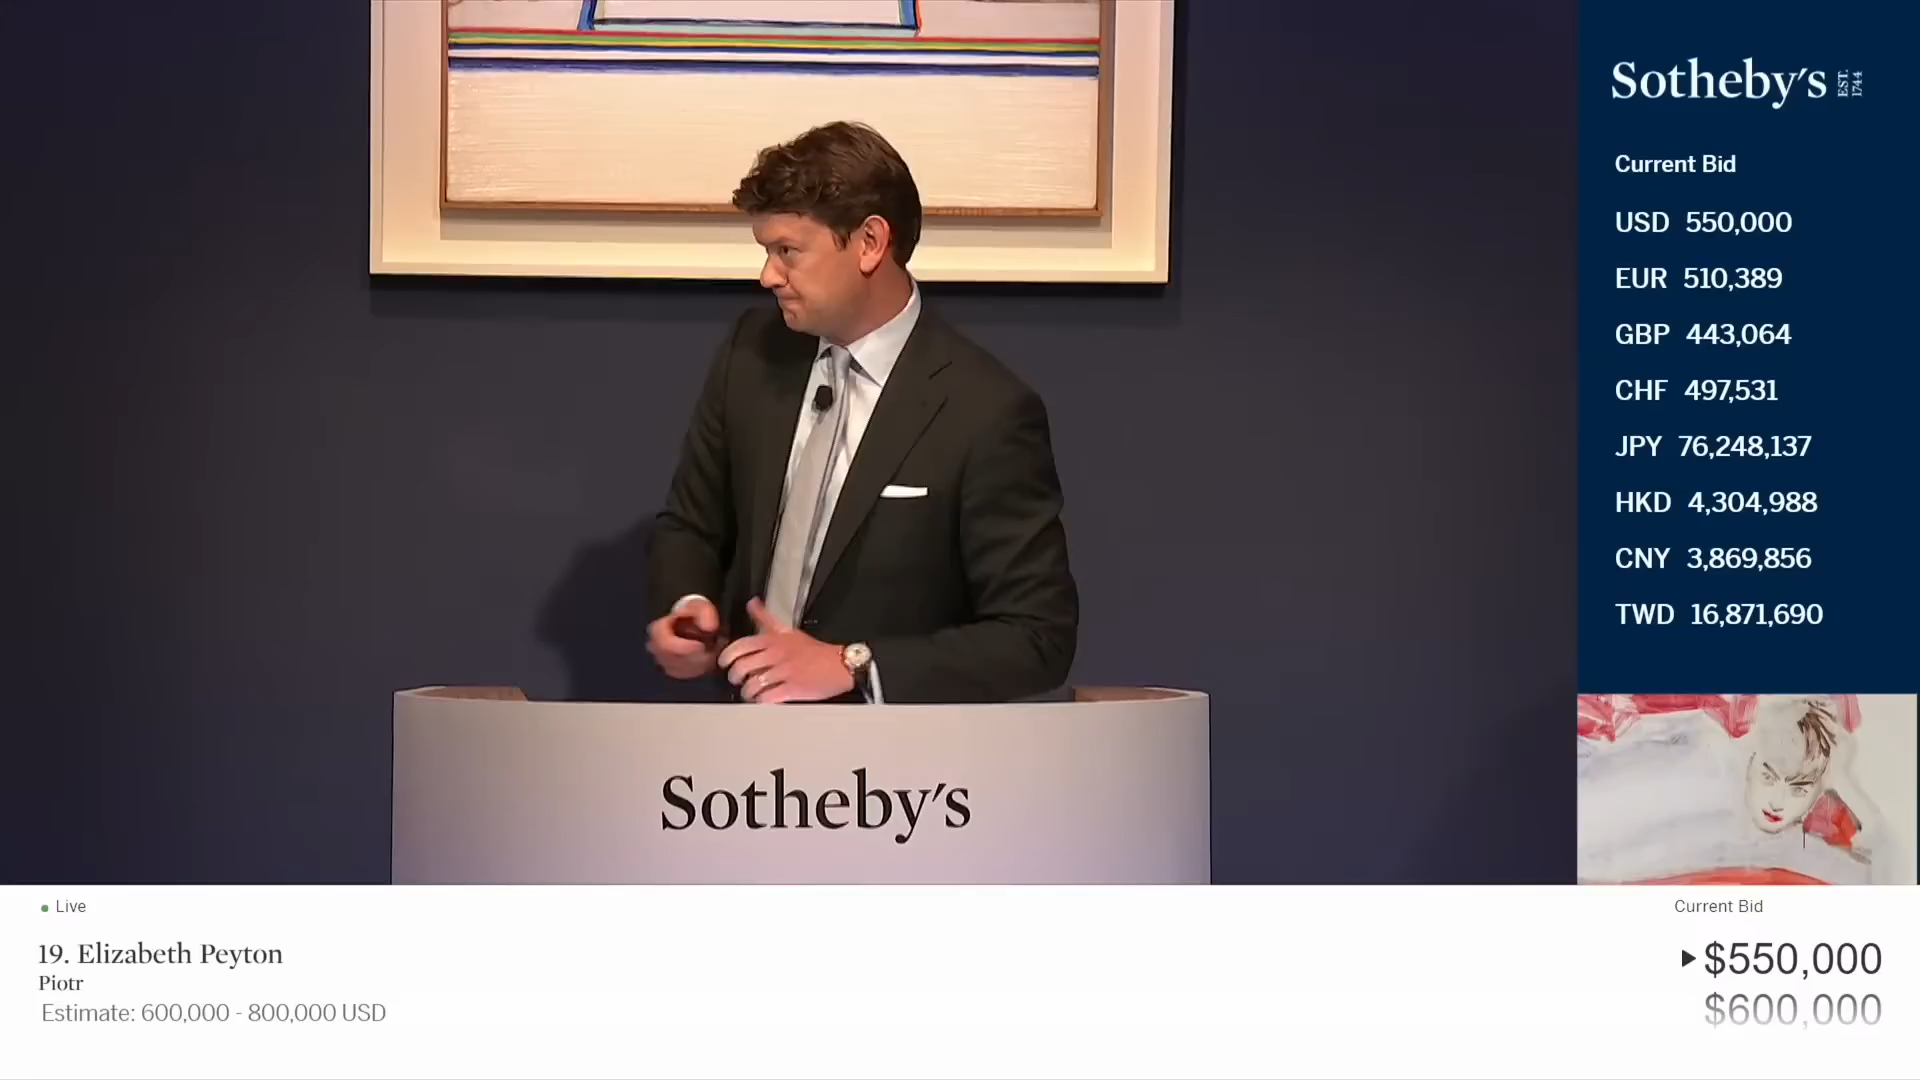 Sotheby's EST. 1744
Current Bid
USD 550,000
EUR 510,389
GBP 443,064
CHF 497,531
JPY 76,248,137
HKD 4,304,988
CNY 3,869,856
TWD 16,871,690
Sotheby's
Live
19. Elizabeth Peyton
Piotr
Estimate: 600,000 - 800,000 USD
Current Bid
$550,000
$600,000